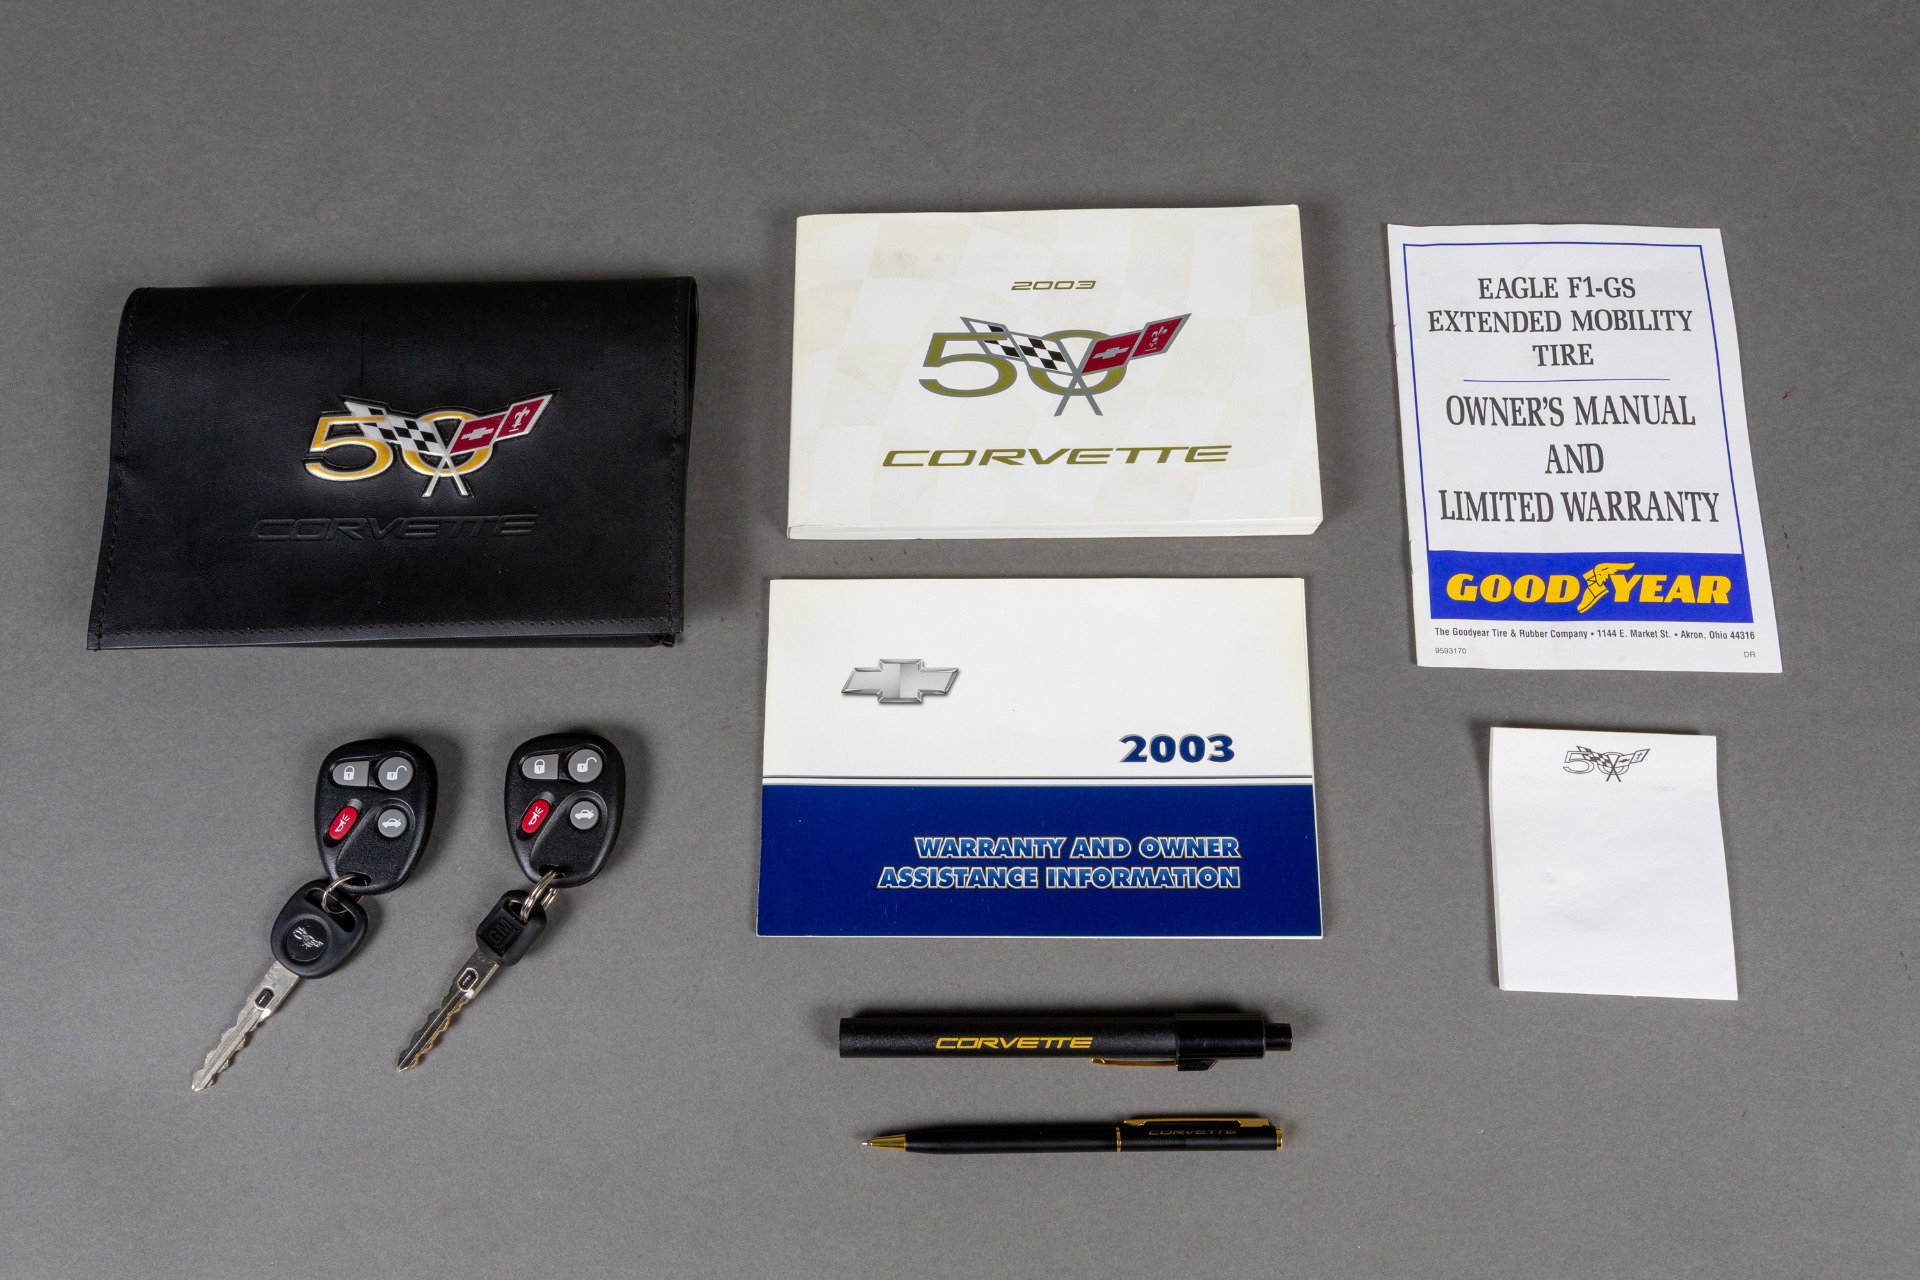 50
CORVETTE
2003
50
CORVETTE
EAGLE F1-GS
EXTENDED MOBILITY
TIRE
OWNER'S MANUAL
AND
LIMITED WARRANTY
GOODYEAR
The Goodyear Tire & Rubber Company • 1144 E. Market St. • Akron, Ohio 44316
9593170
DR
2003
WARRANTY AND OWNER
ASSISTANCE INFORMATION
50
GM
CORVETTE
CORVETTE